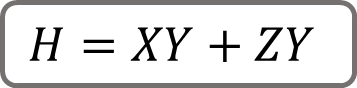 H = XY + ZY